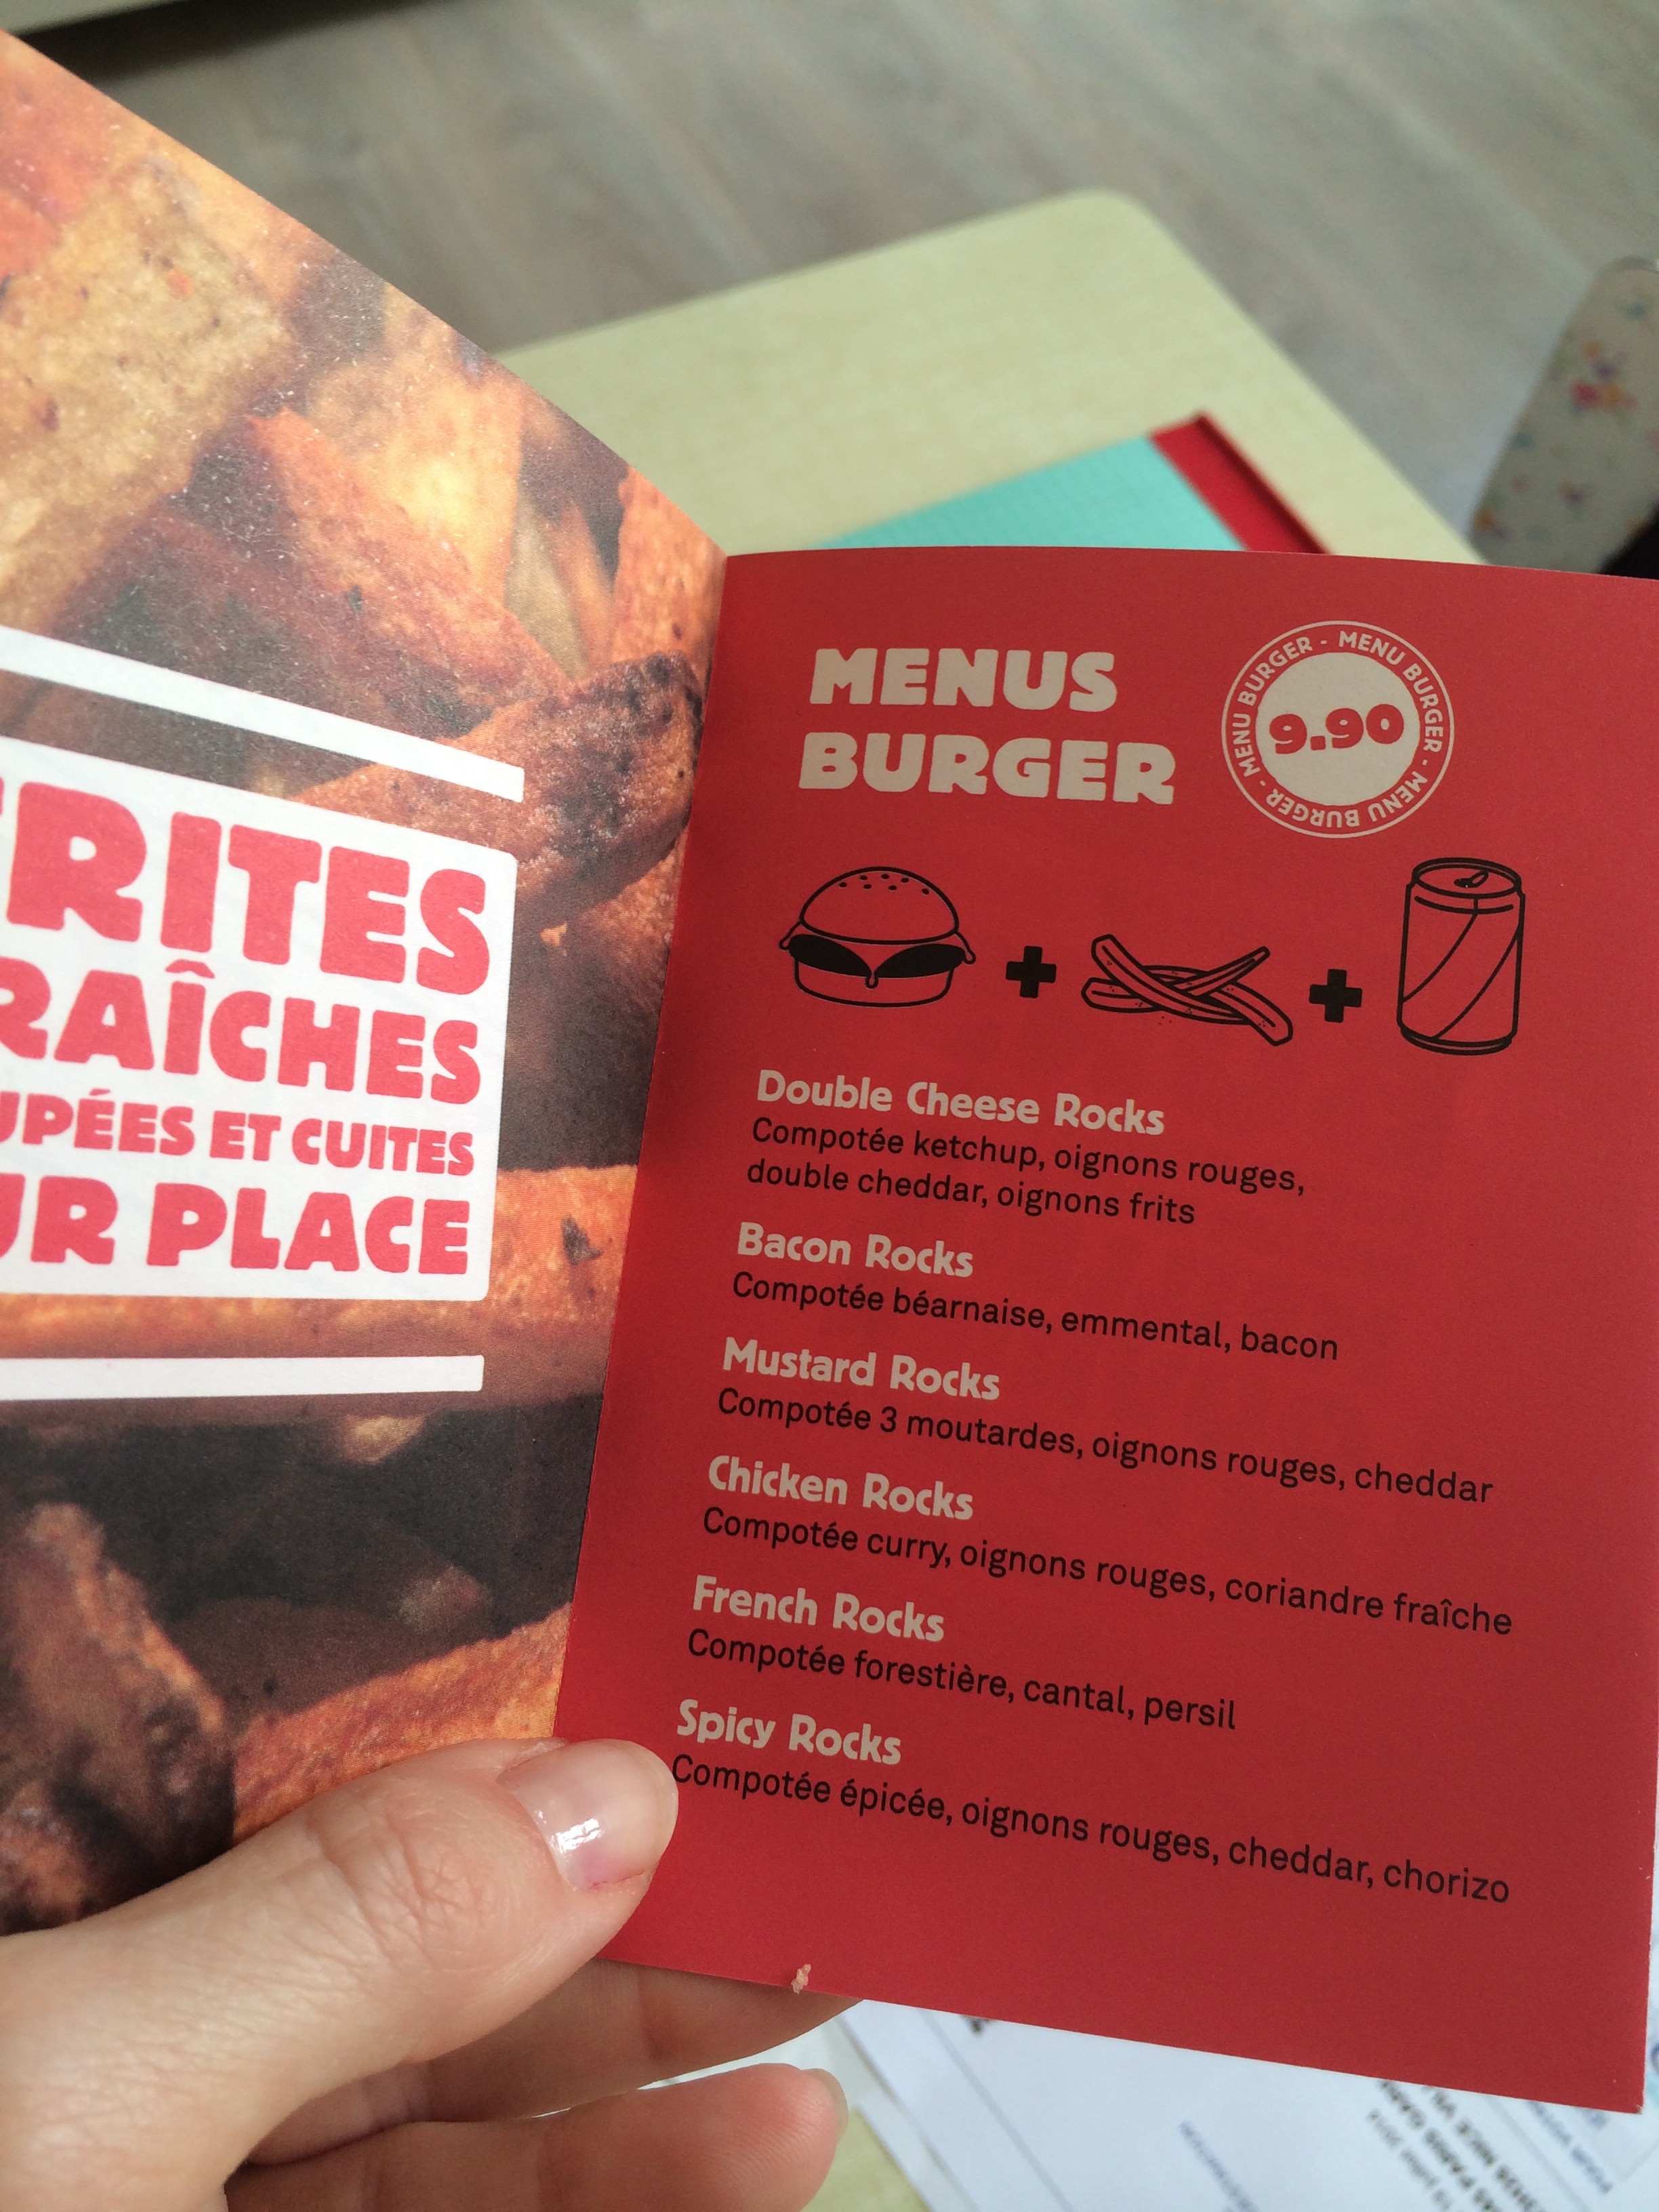 RITES
RAÎCHES
UPÉES ET CUITES
UR PLACE
MENUS
BURGER
MENU BURGER - MENU BURGER - MENU BURGER -
9.90
Double Cheese Rocks
Compotée ketchup, oignons rouges,
double cheddar, oignons frits
Bacon Rocks
Compotée béarnaise, emmental, bacon
Mustard Rocks
Compotée 3 moutardes, oignons rouges, cheddar
Chicken Rocks
Compotée curry, oignons rouges, coriandre fraîche
French Rocks
Compotée forestière, cantal, persil
Spicy Rocks
Compotée épicée, oignons rouges, cheddar, chorizo